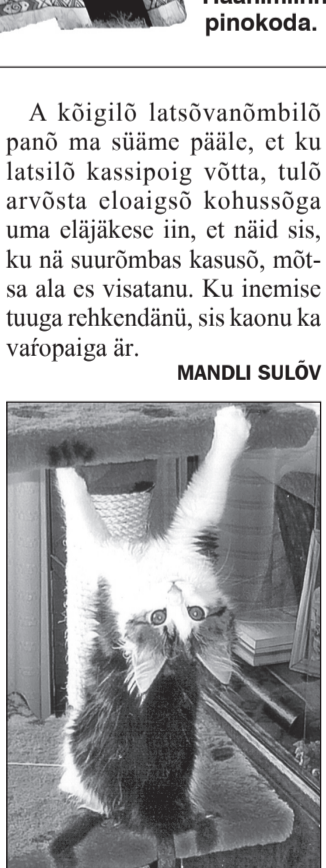 pinokoda.
A kõigilõ latsõvanõmbilõ
panõ ma süäme pääle, et ku
latsilõ kassipoig võtta, tulõ
arvõsta eloaigsõ kohussõga
uma eläjäkese iin, et näid sis,
ku nä suurõmbas kasusõ, mõt-
sa ala es visatanu. Ku inemise
tuuga rehkendänü, sis kaonu ka
vaŕopaiga är.
MANDLI SULÕV